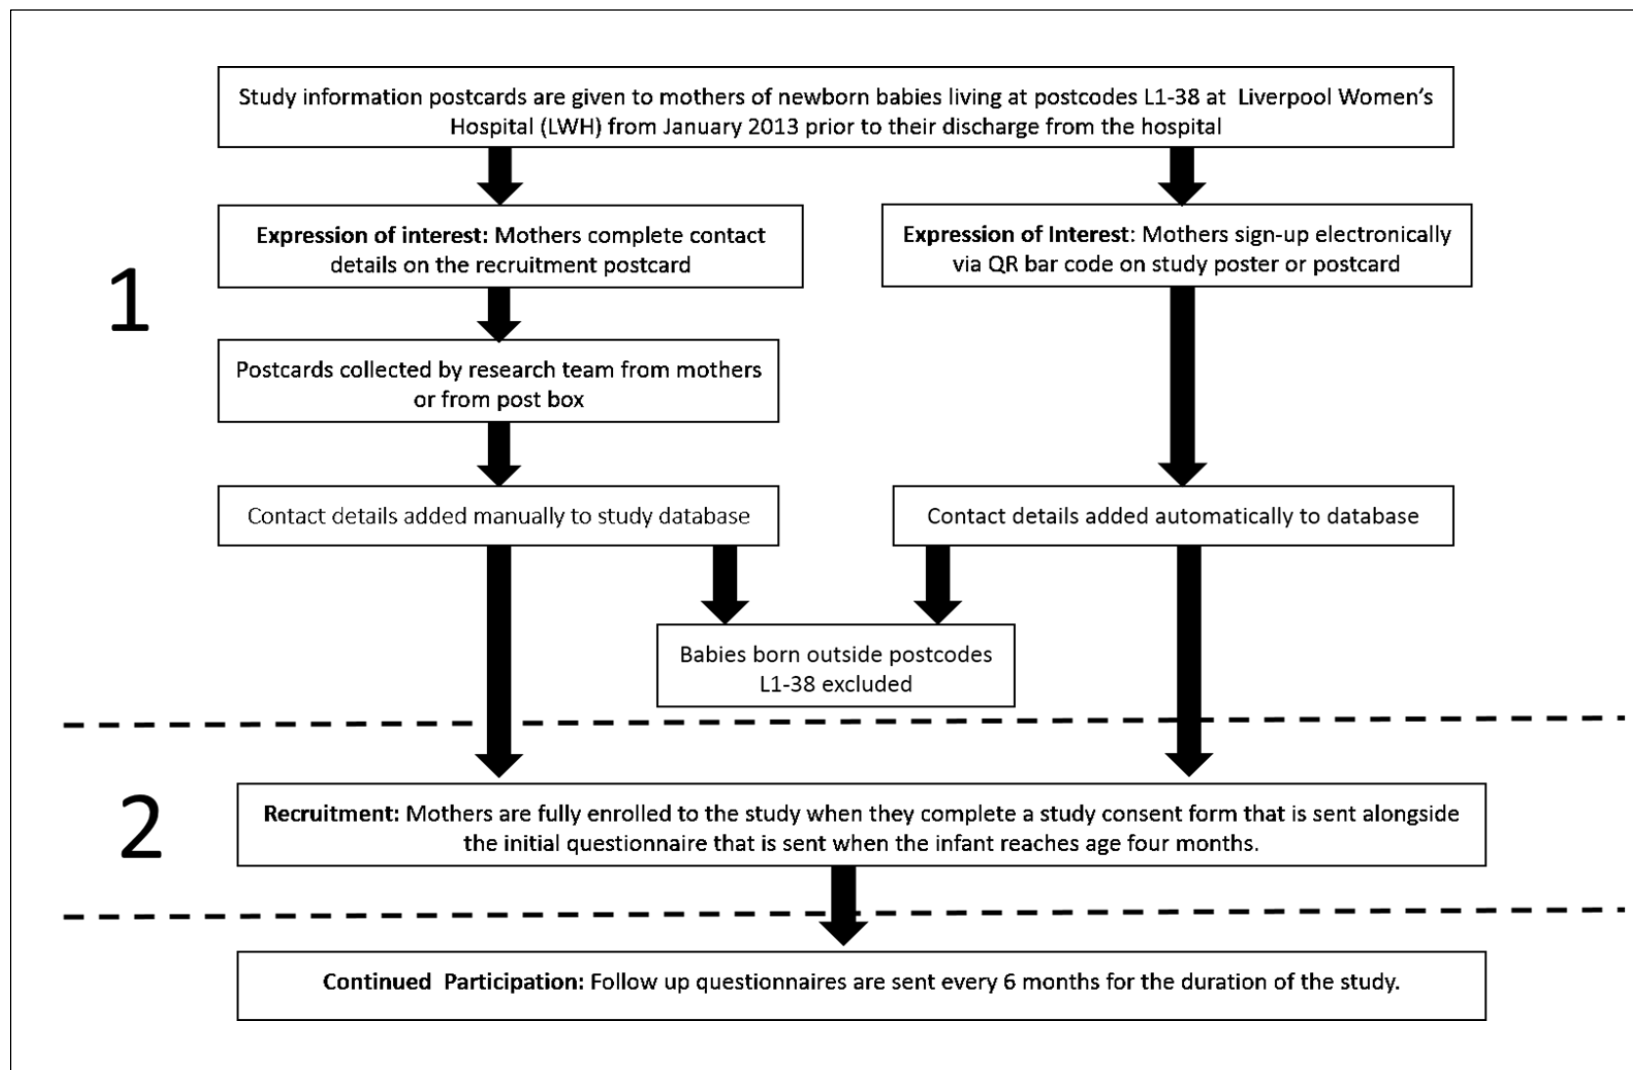 Study information postcards are given to mothers of newborn babies living at postcodes L1-38 at Liverpool Women's
Hospital (LWH) from January 2013 prior to their discharge from the hospital
1
Expression of interest: Mothers complete contact
details on the recruitment postcard
Expression of Interest: Mothers sign-up electronically
via QR bar code on study poster or postcard
Postcards collected by research team from mothers
or from post box
Contact details added manually to study database
Contact details added automatically to database
Babies born outside postcodes
L1-38 excluded
2
Recruitment: Mothers are fully enrolled to the study when they complete a study consent form that is sent alongside
the initial questionnaire that is sent when the infant reaches age four months.
Continued Participation: Follow up questionnaires are sent every 6 months for the duration of the study.